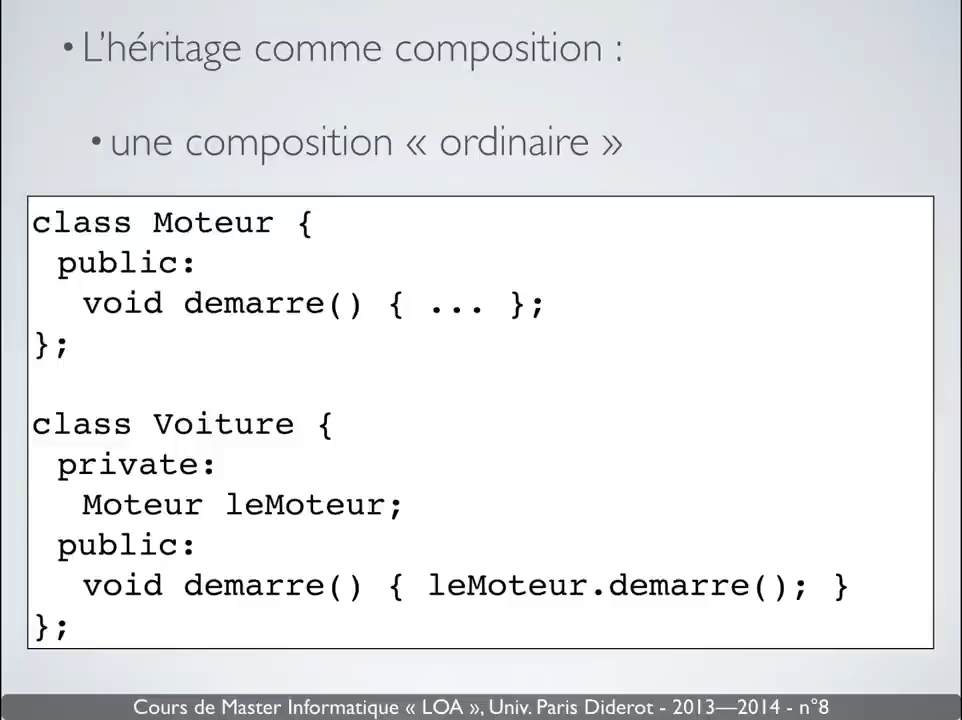 • L'héritage comme composition :
• une composition « ordinaire »
class Moteur {
public:
void demarre() { ... };
};
class Voiture {
private:
Moteur leMoteur;
public:
void demarre() { leMoteur.demarre(); }
};
Cours de Master Informatique « LOA », Univ. Paris Diderot - 2013—2014 - n°8